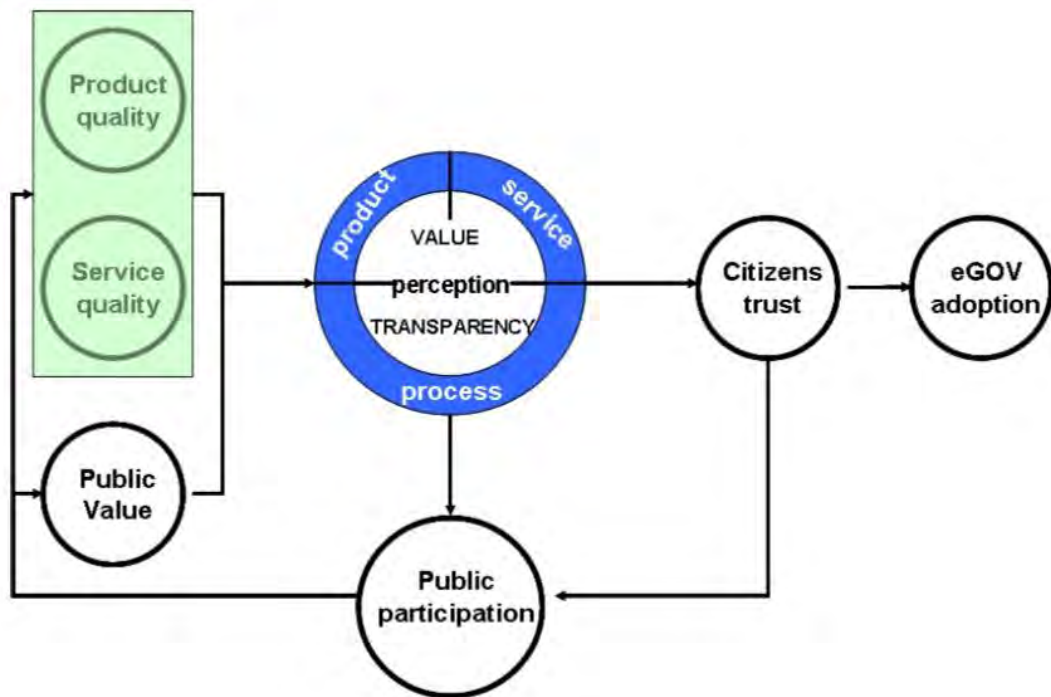 Product
quality
Service
quality
Public
Value
product
service
VALUE
perception
TRANSPARENCY
process
Citizens
trust
eGOV
adoption
Public
participation